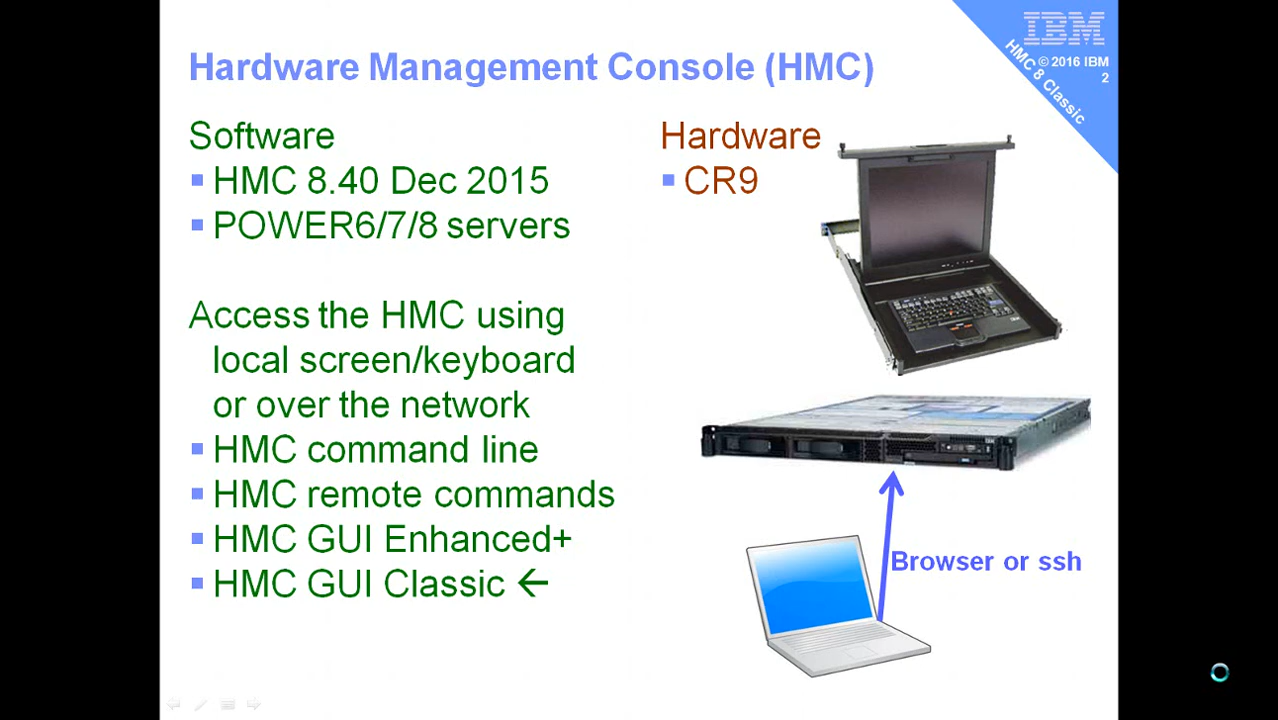 Hardware Management Console (HMC)
IBM
© 2016 IBM
2
HMC 8 Classic
Software
▪ HMC 8.40 Dec 2015
▪ POWER6/7/8 servers
Access the HMC using
local screen/keyboard
or over the network
▪ HMC command line
▪ HMC remote commands
▪ HMC GUI Enhanced+
▪ HMC GUI Classic ←
Hardware
▪ CR9
Browser or ssh